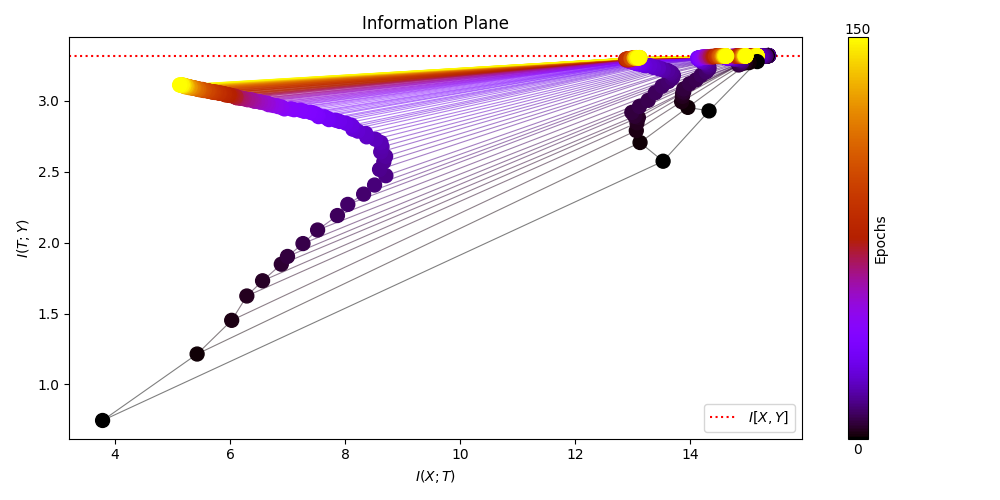 Information Plane
150
3.0
2.5
2.0
1.5
1.0
I(T; Y)
Epochs
I[X, Y]
0
4 6 8 10 12 14
I(X; T)